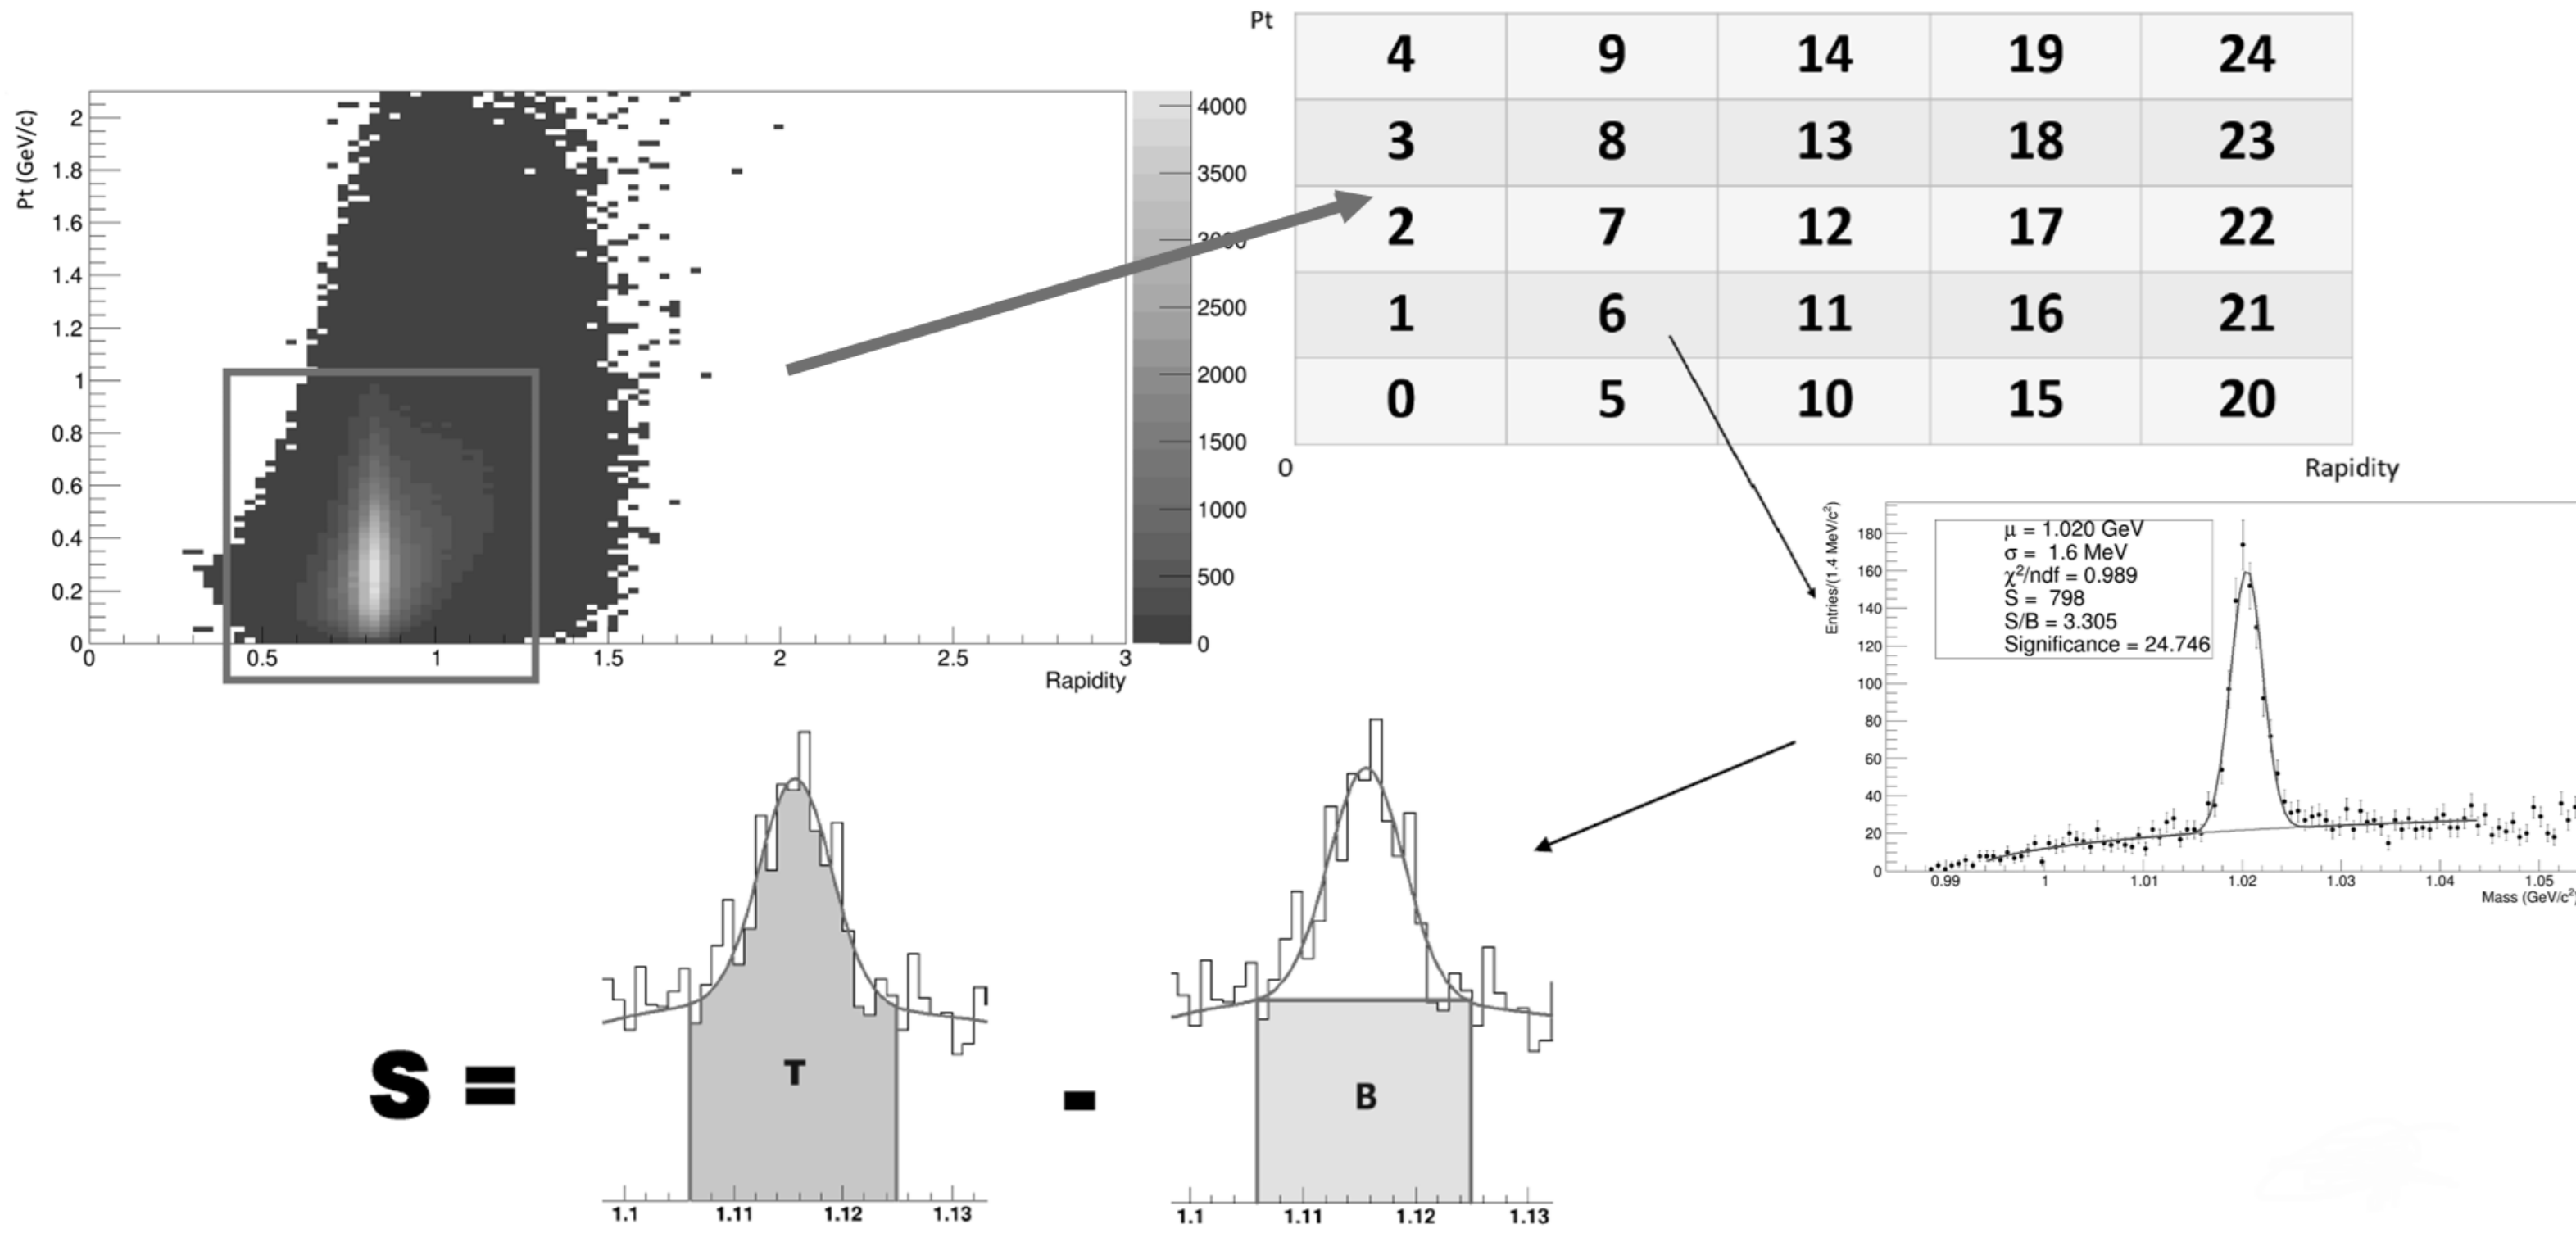 Pt (GeV/c)
2
1.8
1.6
1.4
1.2
1
0.8
0.6
0.4
0.2
0
0 0.5 1 1.5 2 2.5 3
Rapidity
4000
3500
3000
2500
2000
1500
1000
500
0
Pt
4 9 14 19 24
3 8 13 18 23
2 7 12 17 22
1 6 11 16 21
0 5 10 15 20
0
Rapidity
Entries/(1.4 MeV/c²)
180
160
140
120
100
80
60
40
20
0
μ = 1.020 GeV
σ = 1.6 MeV
χ²/ndf = 0.989
S = 798
S/B = 3.305
Significance = 24.746
0.99 1 1.01 1.02 1.03 1.04 1.05
Mass (GeV/c²
S = T - B
1.1 1.11 1.12 1.13
1.1 1.11 1.12 1.13